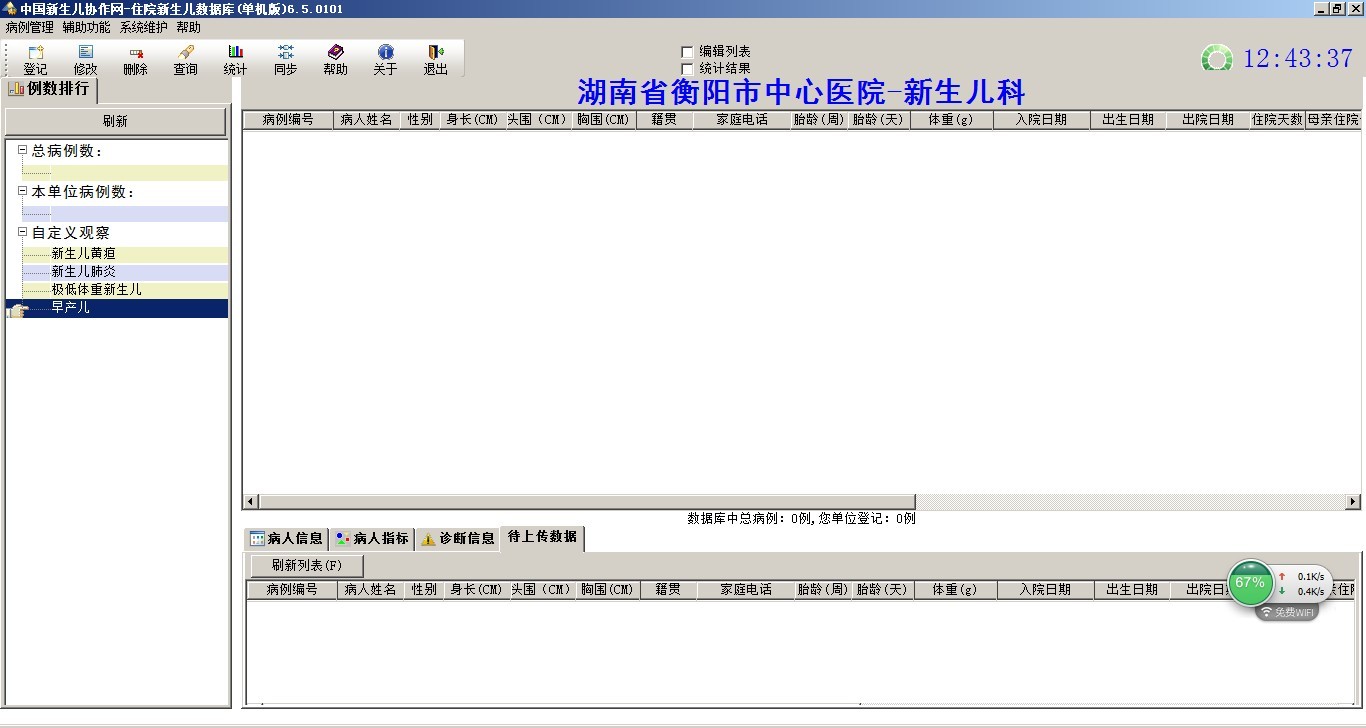 中国新生儿协作网-住院新生儿数据库(单机版)6.5.0101
病例管理 辅助功能 系统维护 帮助
登记 修改 删除 查询 统计 同步 帮助 关于 退出
编辑列表
统计结果
12:43:37
例数排行
湖南省衡阳市中心医院-新生儿科
刷新
病例编号 病人姓名 性别 身长(CM) 头围 (CM) 胸围(CM) 籍贯 家庭电话 胎龄(周) 胎龄(天) 体重(g) 入院日期 出生日期 出院日期 住院天数 母亲住院
总病例数:
本单位病例数:
自定义观察
新生儿黄疸
新生儿肺炎
极低体重新生儿
早产儿
数据库中总病例: 0例,您单位登记: 0例
病人信息 病人指标 诊断信息 待上传数据
刷新列表(F)
病例编号 病人姓名 性别 身长(CM) 头围 (CM) 胸围(CM) 籍贯 家庭电话 胎龄(周) 胎龄(天) 体重(g) 入院日期 出生日期 出院日
67% 0.1K/s
0.4K/s
免费WiFi